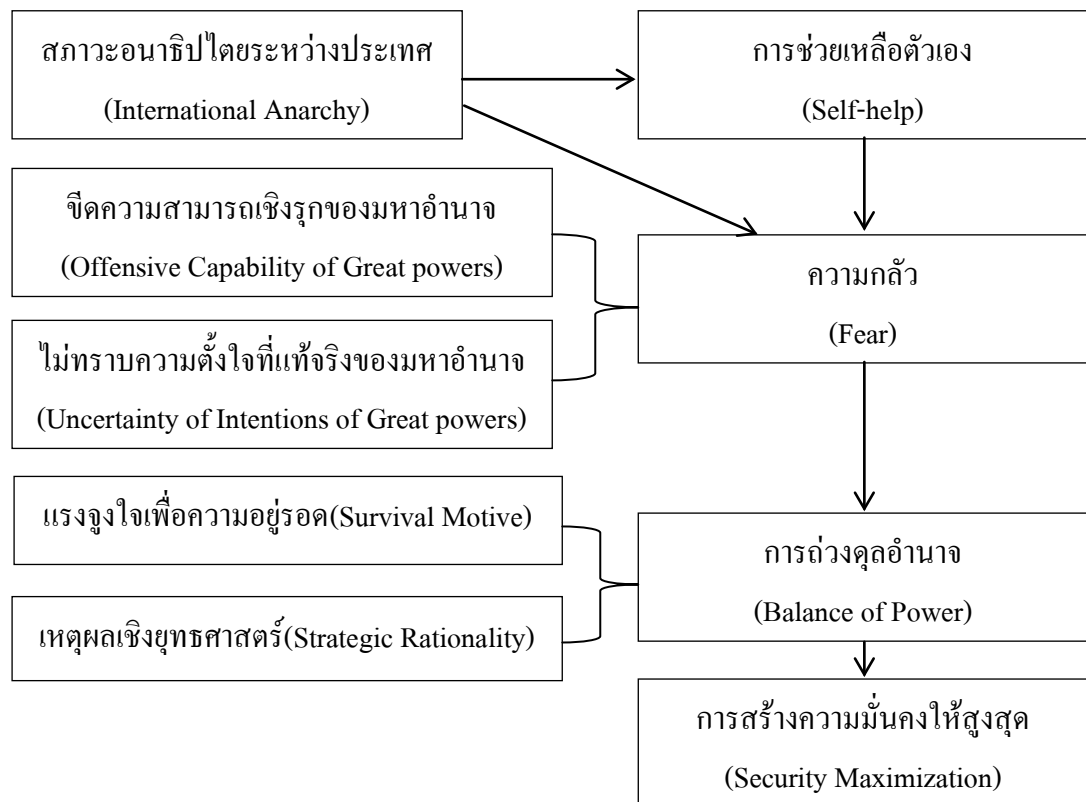 สภาวะอนาธิปไตยระหว่างประเทศ
(International Anarchy)
การช่วยเหลือตัวเอง
(Self-help)
ขีดความสามารถเชิงรุกของมหาอำนาจ
(Offensive Capability of Great powers)
ความกลัว
(Fear)
ไม่ทราบความตั้งใจที่แท้จริงของมหาอำนาจ
(Uncertainty of Intentions of Great powers)
แรงจูงใจเพื่อความอยู่รอด(Survival Motive)
การถ่วงดุลอำนาจ
(Balance of Power)
เหตุผลเชิงยุทธศาสตร์(Strategic Rationality)
การสร้างความมั่นคงให้สูงสุด
(Security Maximization)